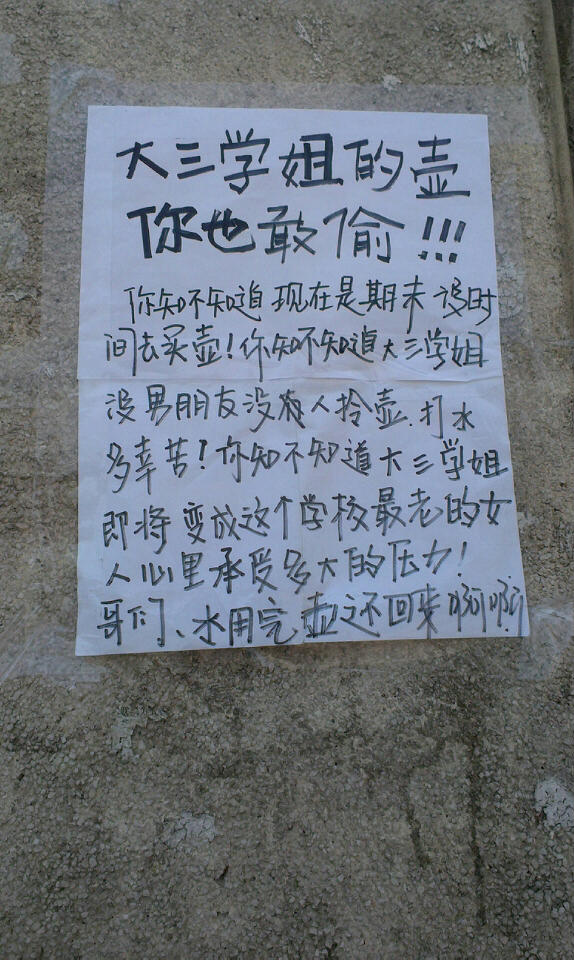 大三学姐的壶
你也敢偷!!!
你知不知道现在是期末没时
间去买壶!你知不知道大三学姐
没男朋友没有人拎壶.打水
多辛苦?你知不知道大三学姐
即将变成这个学校最老的女
人心里承受多大的压力!
哥们、水用完壶还回来啊啊